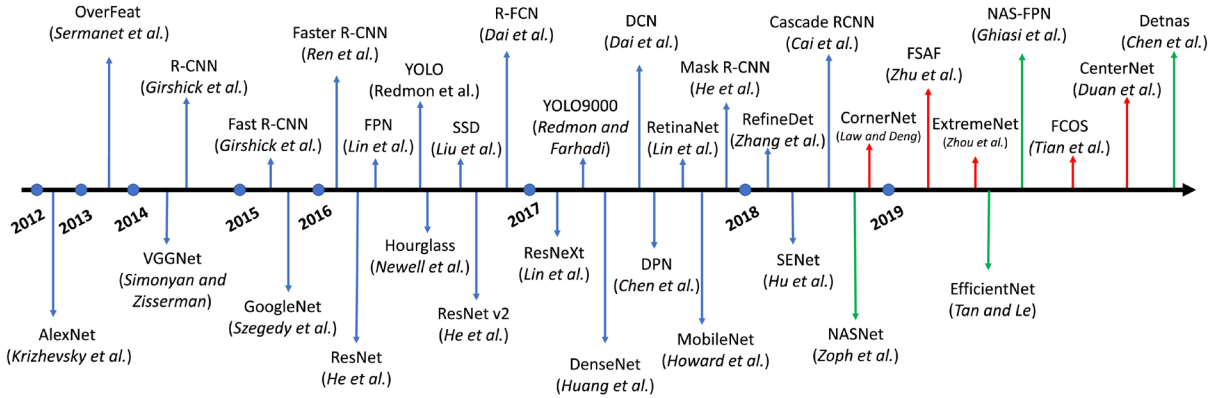 OverFeat
(Sermanet et al.)
R-CNN
(Girshick et al.)
Fast R-CNN
(Girshick et al.)
Faster R-CNN
(Ren et al.)
FPN
(Lin et al.)
YOLO
(Redmon et al.)
SSD
(Liu et al.)
R-FCN
(Dai et al.)
YOLO9000
(Redmon and
Farhadi)
DCN
(Dai et al.)
RetinaNet
(Lin et al.)
Mask R-CNN
(He et al.)
RefineDet
(Zhang et al.)
Cascade RCNN
(Cai et al.)
CornerNet
(Law and Deng)
FSAF
(Zhu et al.)
ExtremeNet
(Zhou et al.)
NAS-FPN
(Ghiasi et al.)
FCOS
(Tian et al.)
CenterNet
(Duan et al.)
Detnas
(Chen et al.)
2012
2013
2014
2015
2016
2017
2018
2019
AlexNet
(Krizhevsky et al.)
VGGNet
(Simonyan and
Zisserman)
GoogleNet
(Szegedy et al.)
ResNet
(He et al.)
Hourglass
(Newell et al.)
ResNet v2
(He et al.)
ResNeXt
(Lin et al.)
DenseNet
(Huang et al.)
DPN
(Chen et al.)
MobileNet
(Howard et al.)
SENet
(Hu et al.)
NASNet
(Zoph et al.)
EfficientNet
(Tan and Le)